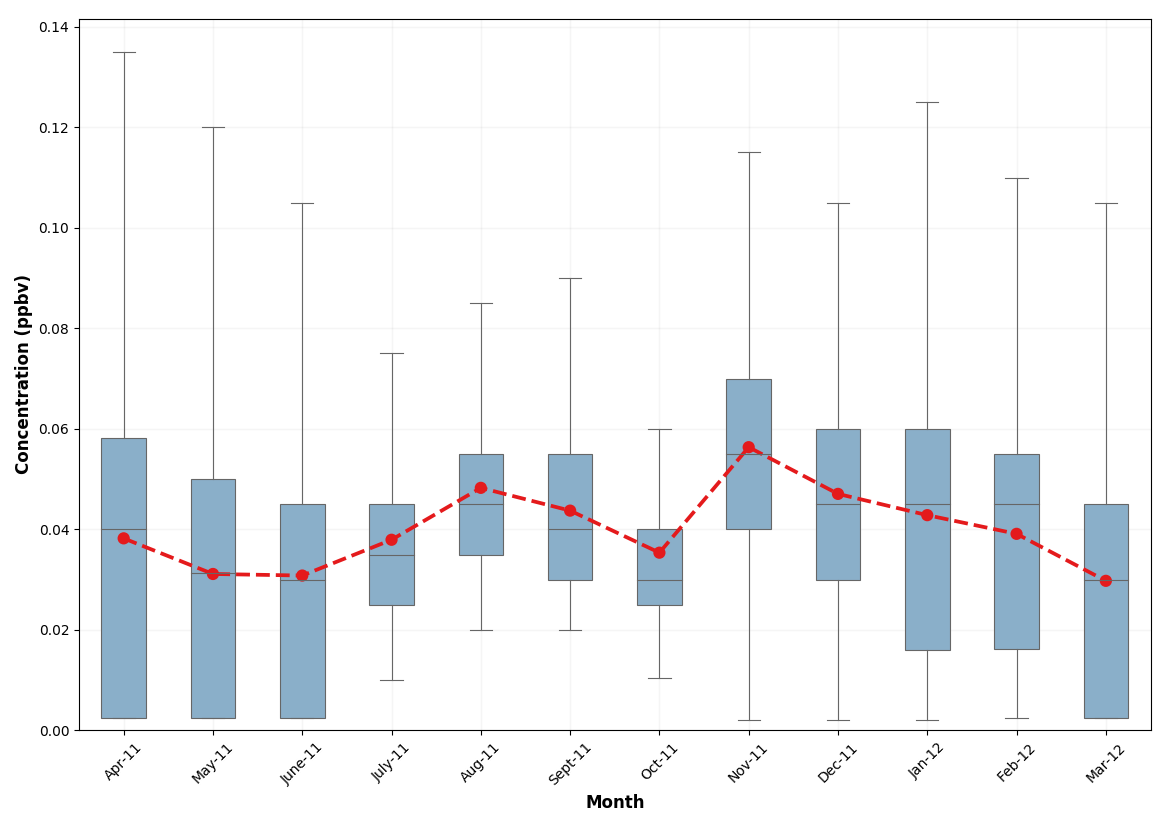 0.14
0.12
0.10
0.08
0.06
0.04
0.02
0.00
Concentration (ppbv)
Apr-11
May-11
June-11
July-11
Aug-11
Sept-11
Oct-11
Nov-11
Dec-11
Jan-12
Feb-12
Mar-12
Month